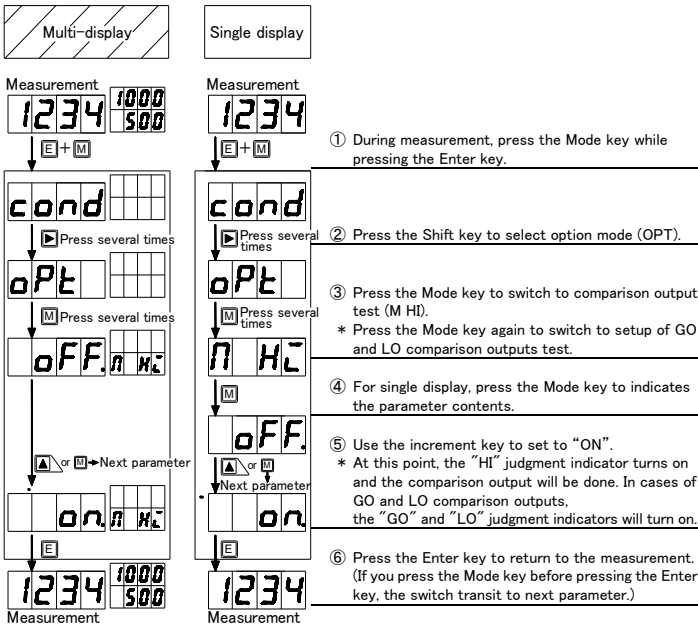 Multi-display
Single display
Measurement
1234 1000
500
E+M
cond
Press several times
oPt
M Press several times
oFF. M Hi
or M→Next parameter
on. M Hi
E
1234 1000
500
Measurement
Measurement
1234
E+M
cond
Press several
times
oPt
M Press several
times
M Hi
M
oFF.
or M
Next parameter
on.
E
1234
Measurement
① During measurement, press the Mode key while
pressing the Enter key.
② Press the Shift key to select option mode (OPT).
③ Press the Mode key to switch to comparison output
test (M HI).
* Press the Mode key again to switch to setup of GO
and LO comparison outputs test.
④ For single display, press the Mode key to indicates
the parameter contents.
⑤ Use the increment key to set to “ON”.
* At this point, the "HI" judgment indicator turns on
and the comparison output will be done. In cases of
GO and LO comparison outputs,
the "GO" and "LO" judgment indicators will turn on.
⑥ Press the Enter key to return to the measurement.
(If you press the Mode key before pressing the Enter
key, the switch transit to next parameter.)